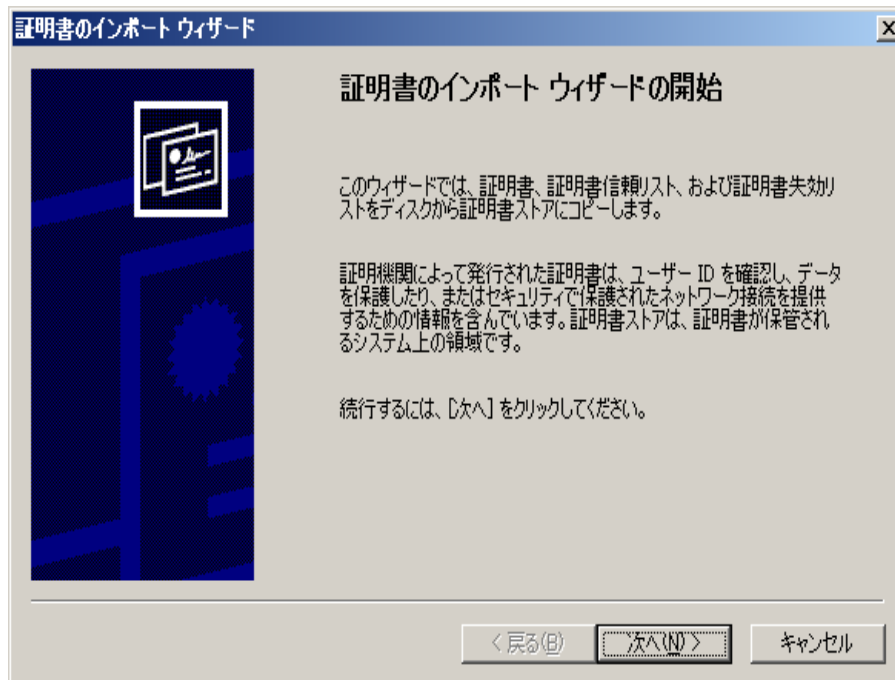 証明書のインポート ウィザード
証明書のインポート ウィザードの開始
このウィザードでは、証明書、証明書信頼リスト、および証明書失効リ
ストをディスクから証明書ストアにコピーします。
証明機関によって発行された証明書は、ユーザー ID を確認し、データ
を保護したり、またはセキュリティで保護されたネットワーク接続を提供
するための情報を含んでいます。証明書ストアは、証明書が保管され
るシステム上の領域です。
続行するには、[次へ] をクリックしてください。
< 戻る(B) 次へ(N) > キャンセル